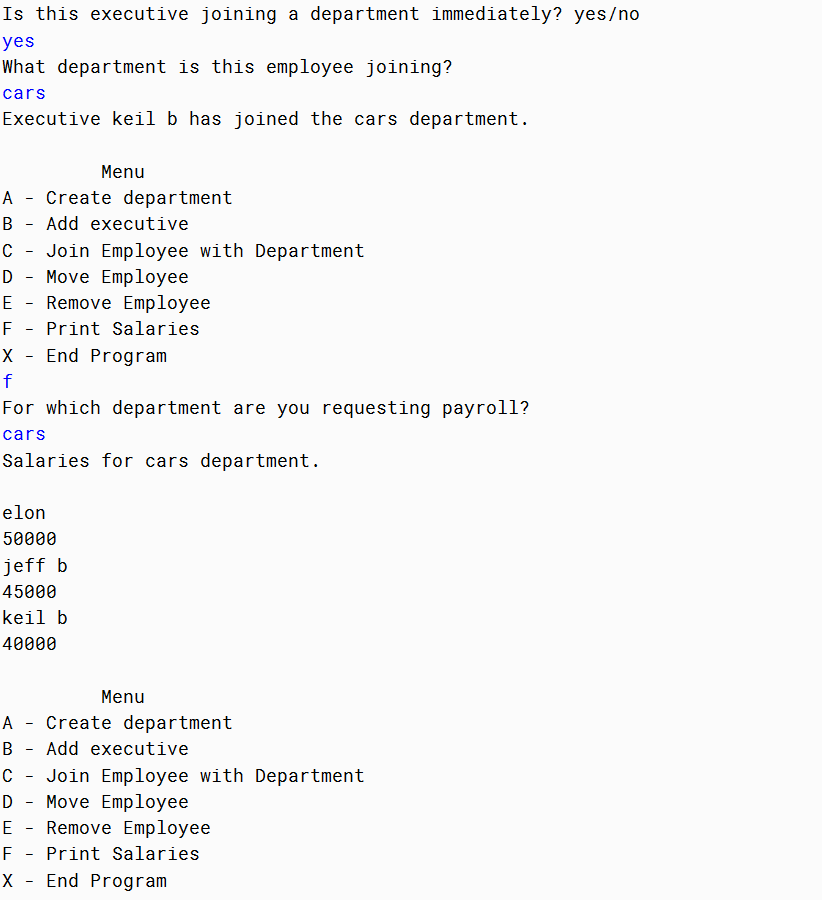 Is this executive joining a department immediately? yes/no
yes
What department is this employee joining?
cars
Executive keil b has joined the cars department.
Menu
A - Create department
B - Add executive
C - Join Employee with Department
D - Move Employee
E - Remove Employee
F - Print Salaries
X - End Program
f
For which department are you requesting payroll?
cars
Salaries for cars department.
elon
50000
jeff b
45000
keil b
40000
Menu
A - Create department
B - Add executive
C - Join Employee with Department
D - Move Employee
E - Remove Employee
F - Print Salaries
X - End Program